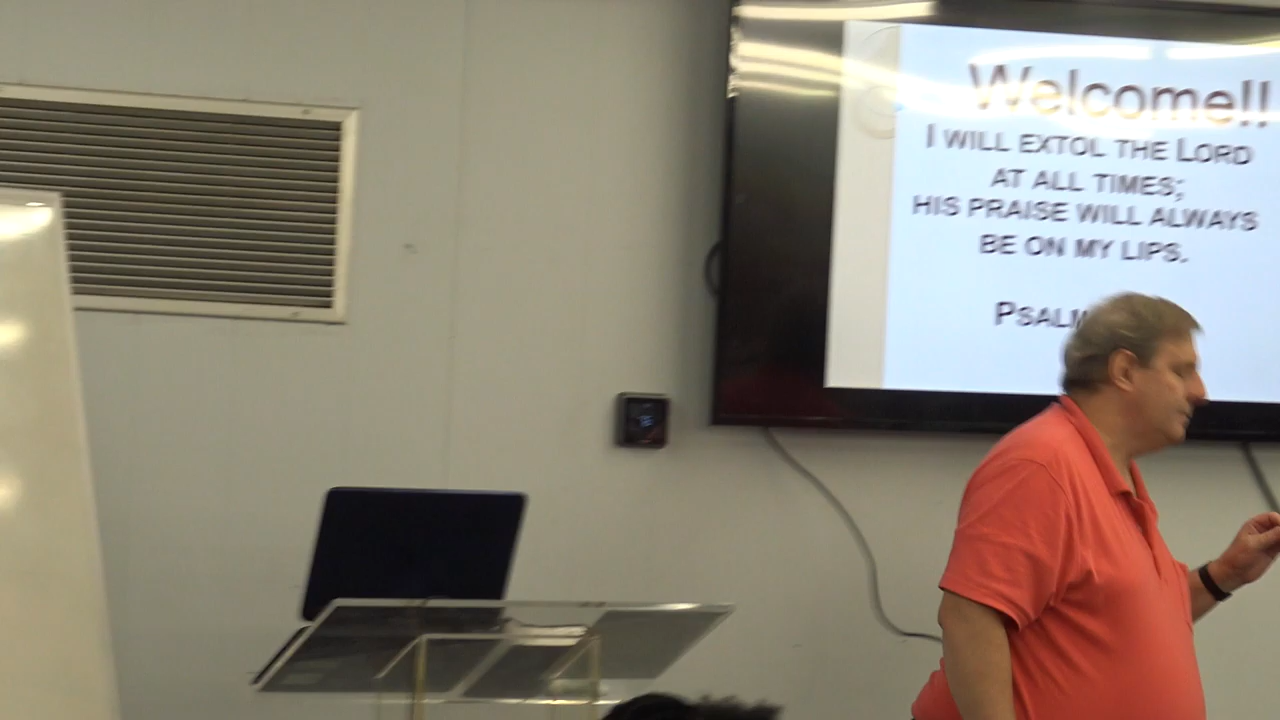 Welcome!!
I WILL EXTOL THE LORD
AT ALL TIMES;
HIS PRAISE WILL ALWAYS
BE ON MY LIPS.